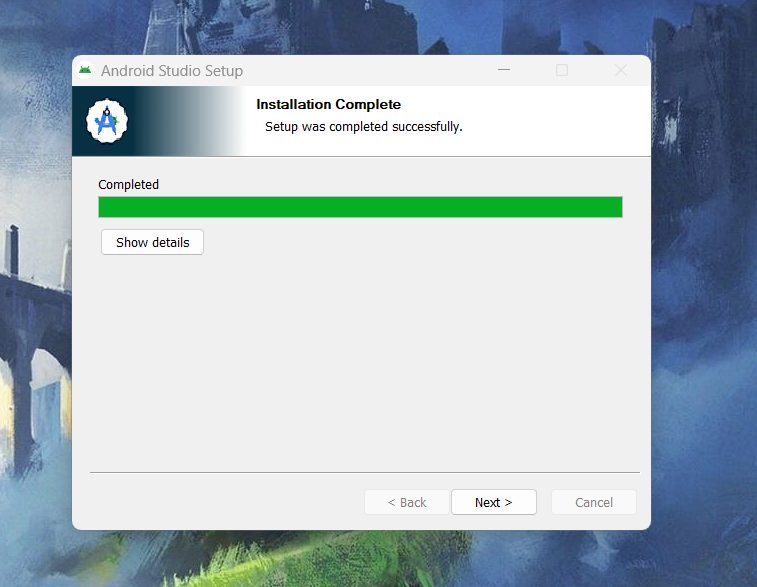 Android Studio Setup
Installation Complete
Setup was completed successfully.
Completed
Show details
< Back
Next >
Cancel